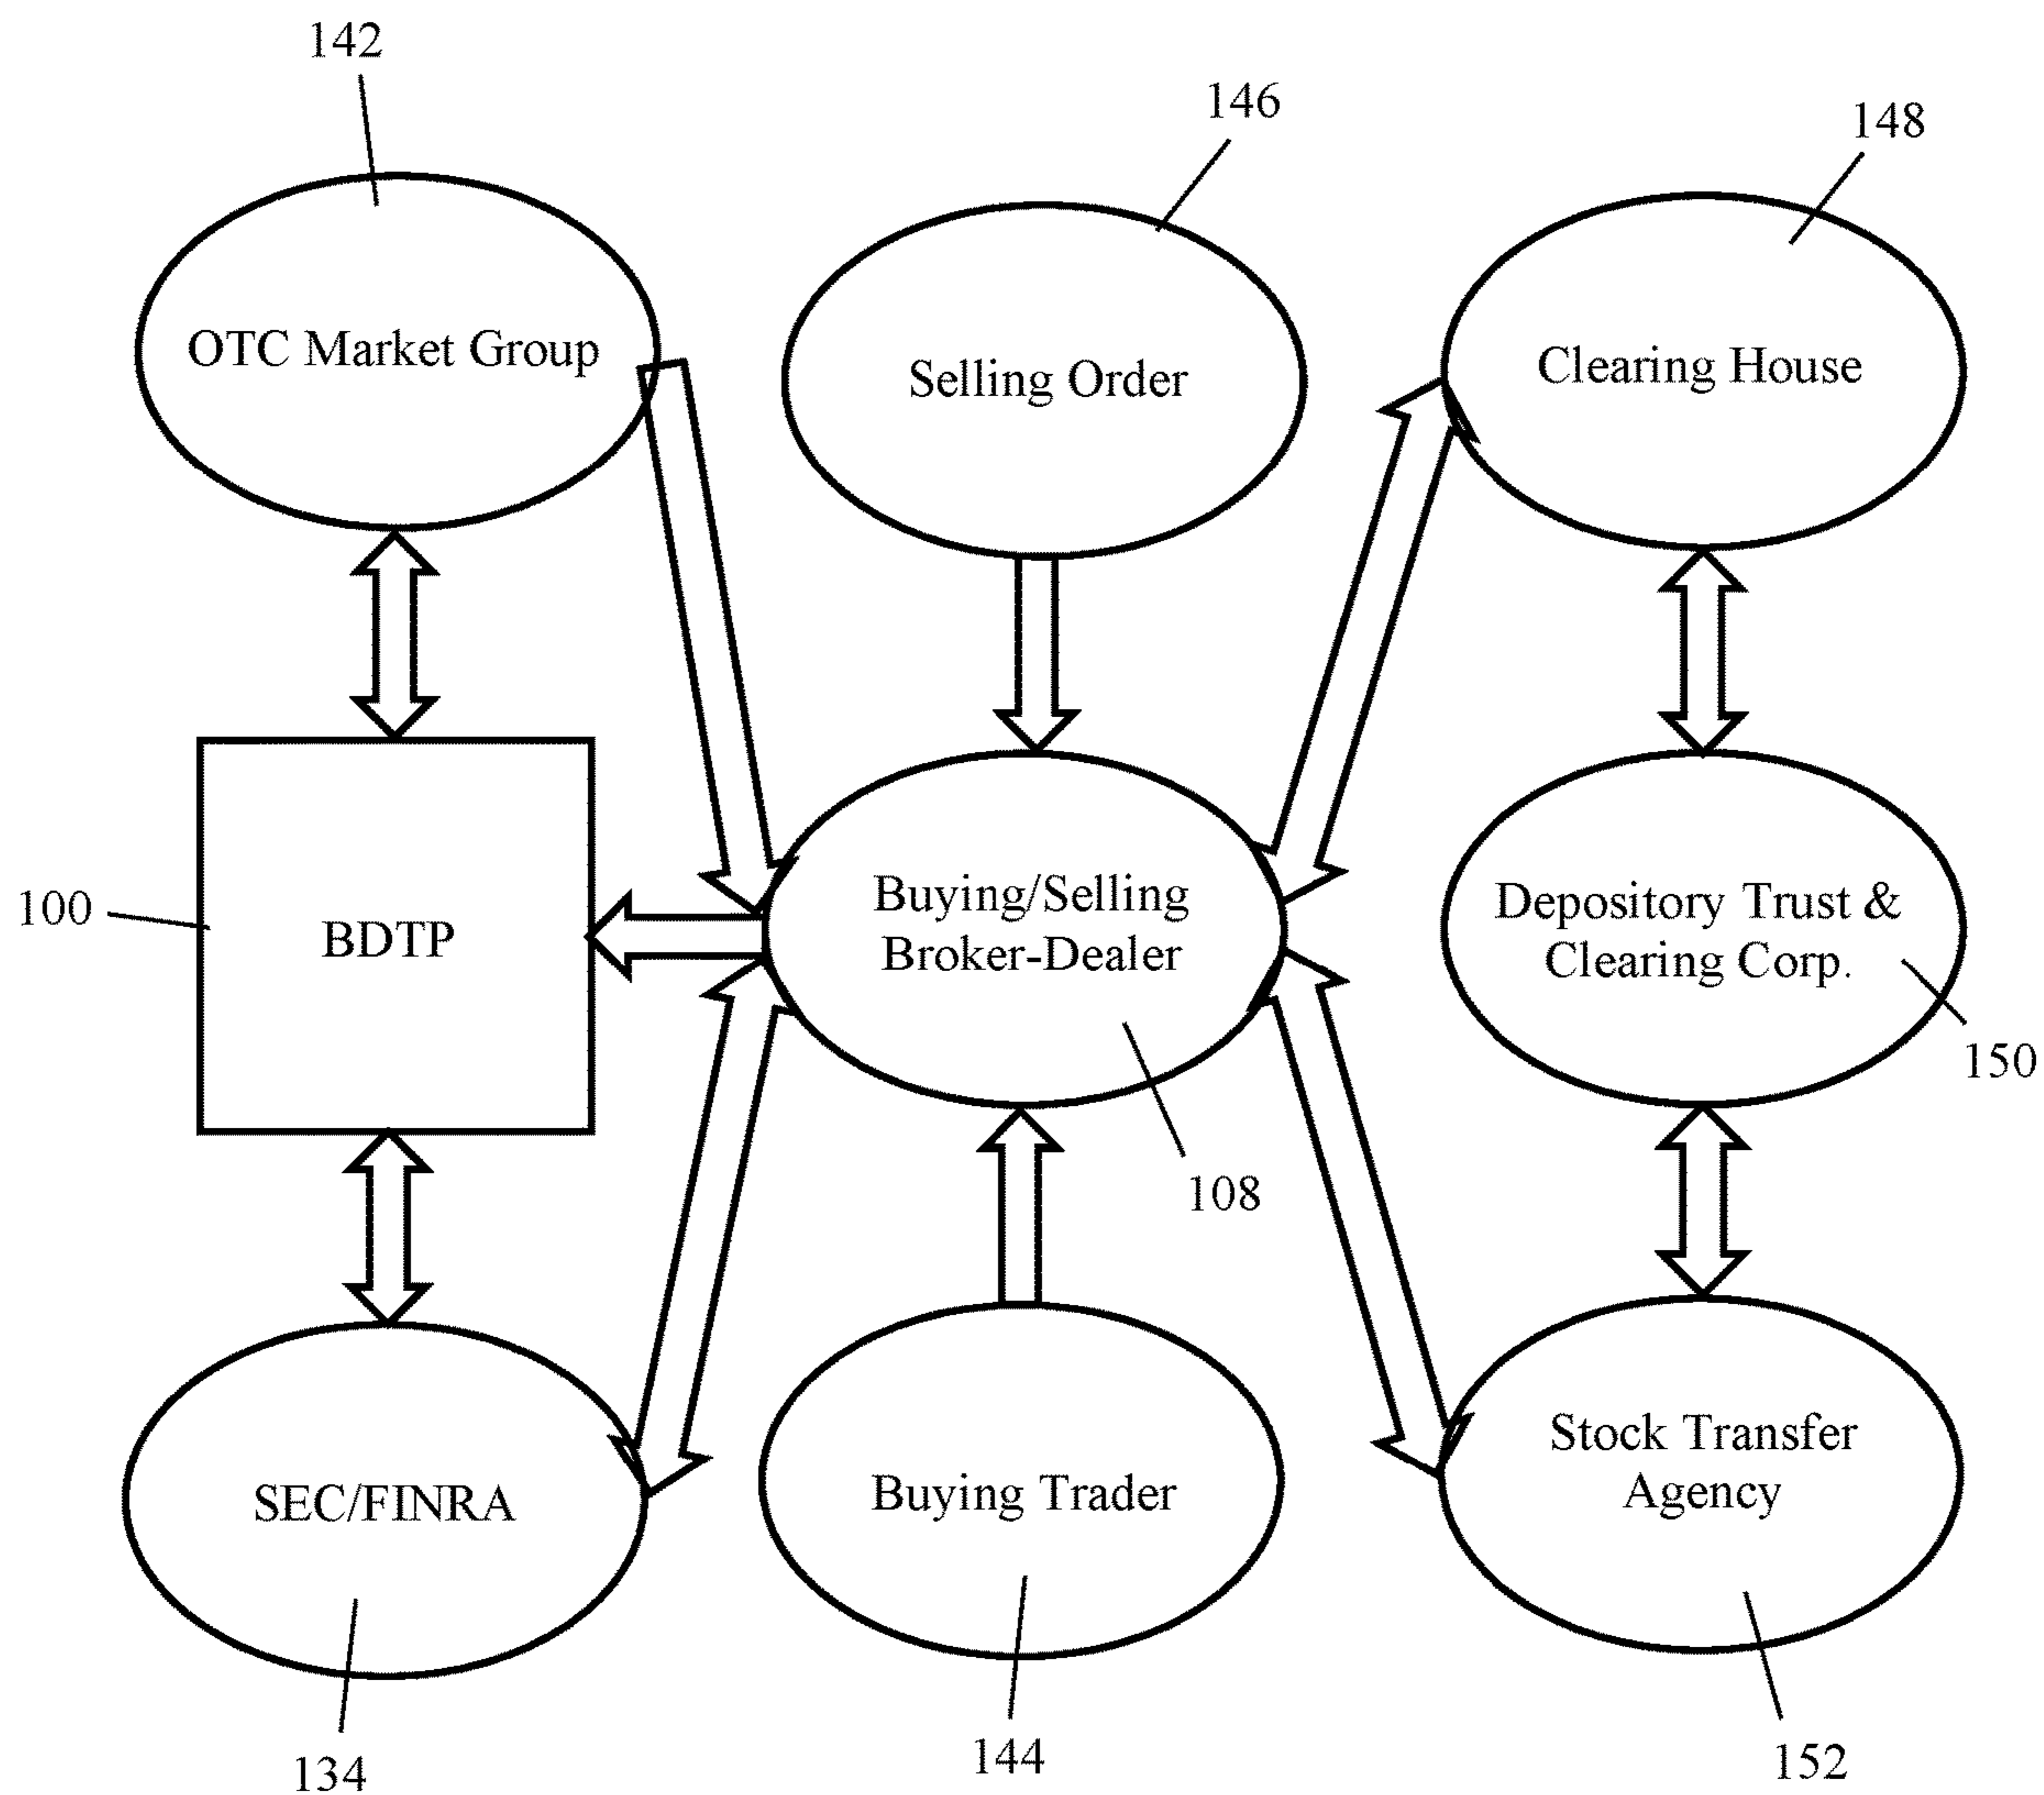 142
146
148
OTC Market Group
Selling Order
Clearing House
100
BDTP
Buying/Selling
Broker-Dealer
Depository Trust &
Clearing Corp.
150
108
SEC/FINRA
Buying Trader
Stock Transfer
Agency
134
144
152